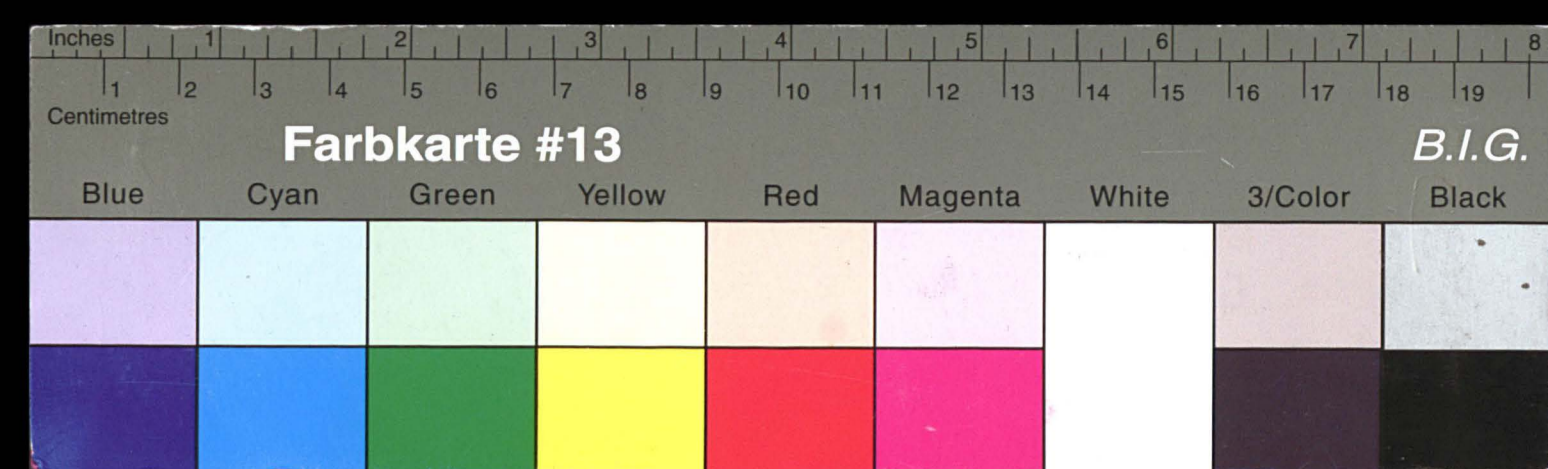 Inches 1 2 3 4 5 6 7 8
1 2 3 4 5 6 7 8 9 10 11 12 13 14 15 16 17 18 19
Centimetres
Farbkarte #13 B.I.G.
Blue Cyan Green Yellow Red Magenta White 3/Color Black